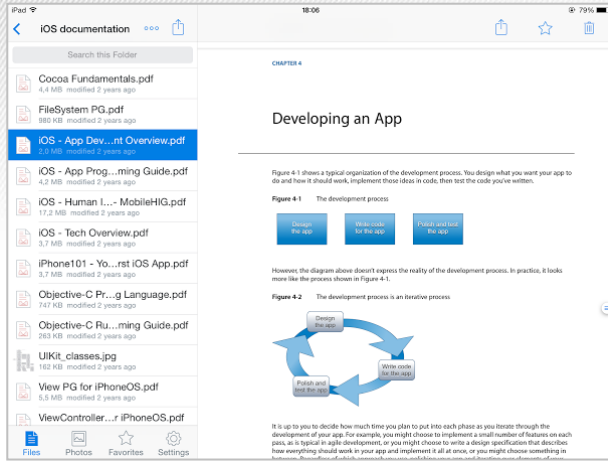 iPad 18:06 79%
iOS documentation
Search this Folder
Cocoa Fundamentals.pdf
4,4 MB modified 2 years ago
FileSystem PG.pdf
980 KB modified 2 years ago
iOS - App Dev...nt Overview.pdf
2,0 MB modified 2 years ago
iOS - App Prog...ming Guide.pdf
4,2 MB modified 2 years ago
iOS - Human I...- MobileHIG.pdf
17,2 MB modified 2 years ago
iOS - Tech Overview.pdf
3,7 MB modified 2 years ago
iPhone101 - Yo...rst iOS App.pdf
3,7 MB modified 2 years ago
Objective-C Pr...g Language.pdf
747 KB modified 2 years ago
Objective-C Ru...ming Guide.pdf
263 KB modified 2 years ago
UIKit_classes.jpg
162 KB modified 2 years ago
View PG for iPhoneOS.pdf
5,5 MB modified 2 years ago
ViewController...r iPhoneOS.pdf
Files Photos Favorites Settings
CHAPTER 4
Developing an App
Figure 4-1 shows a typical organization of the development process. You design what you want your app to
do and how it should work, implement those ideas in code, then test the code you've written.
Figure 4-1 The development process
Design
the app
Write code
for the app
Polish and test
the app
However, the diagram above doesn't express the reality of the development process. In practice, it looks
more like the process shown in Figure 4-1.
Figure 4-2 The development process is an iterative process
Design
the app
Write code
for the app
Polish and
test the app
It is up to you to decide how much time you plan to put into each phase as you iterate through the
development of your app. For example, you might choose to implement a small number of features on each
pass, as is typical in agile development, or you might choose to write a design specification that describes
how everything should work in your app and implement it all at once, or you might choose something in